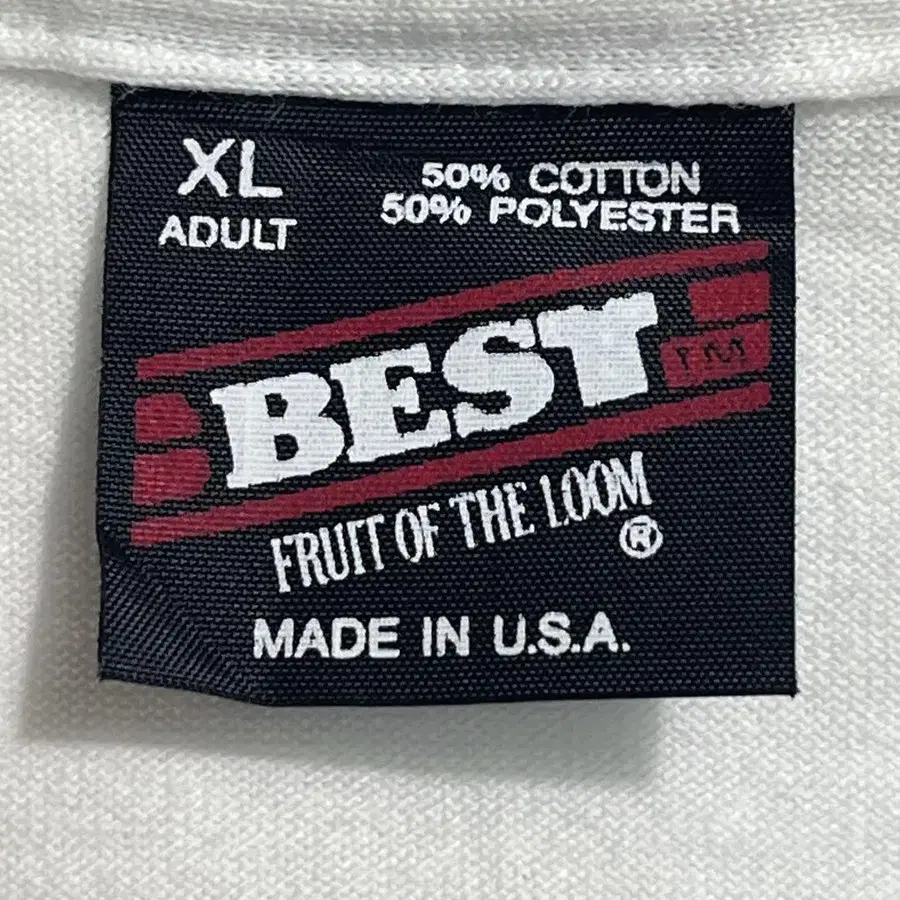 XL
ADULT
50% COTTON
50% POLYESTER
BEST
TM
FRUIT OF THE LOOM
®
MADE IN U.S.A.